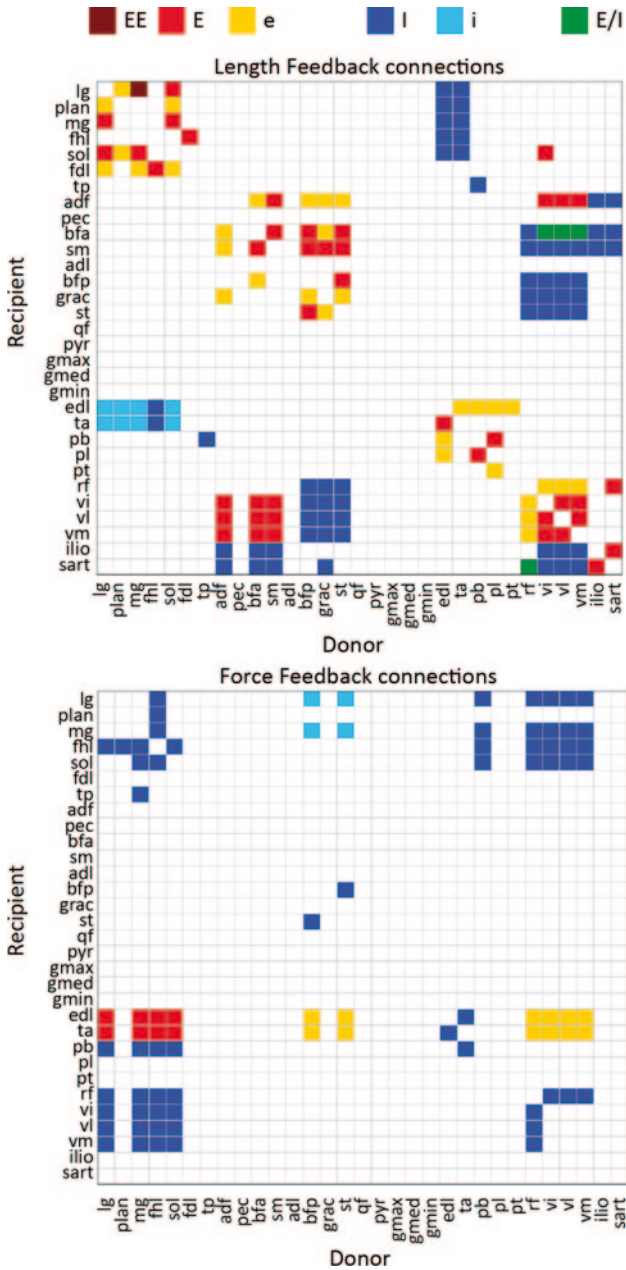 EE E e I i E/I
Length Feedback connections
Recipient
lg
plan
mg
fhl
sol
fdl
tp
adf
pec
bfa
sm
adl
bfp
grac
st
qf
pyr
gmax
gmed
gmin
edl
ta
pb
pl
pt
rf
vi
vl
vm
ilio
sart
lg plan mg fhl sol fdl tp adf pec bfa sm adl bfp grac st qf pyr gmax gmed gmin edl ta pb pl pt rf vi vl vm ilio sart
Donor
Force Feedback connections
Recipient
lg
plan
mg
fhl
sol
fdl
tp
adf
pec
bfa
sm
adl
bfp
grac
st
qf
pyr
gmax
gmed
gmin
edl
ta
pb
pl
pt
rf
vi
vl
vm
ilio
sart
lg plan mg fhl sol fdl tp adf pec bfa sm adl bfp grac st qf pyr gmax gmed gmin edl ta pb pl pt rf vi vl vm ilio sart
Donor